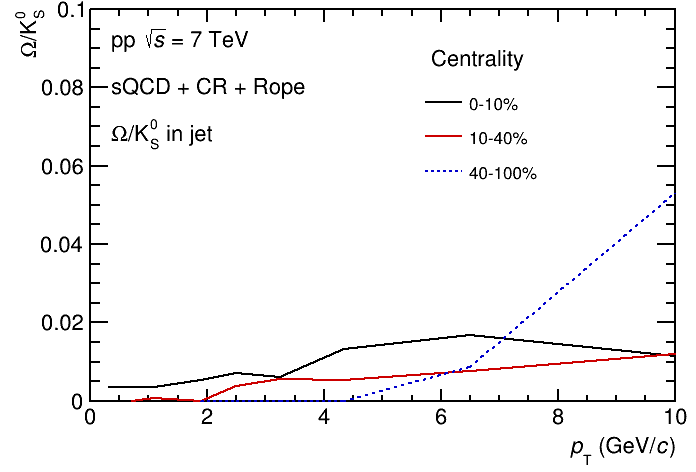 Ω/K⁰_S
0.1
0.08
0.06
0.04
0.02
0
pp √s = 7 TeV
sQCD + CR + Rope
Ω/K⁰_S in jet
Centrality
0-10%
10-40%
40-100%
0 2 4 6 8 10
p_T (GeV/c)